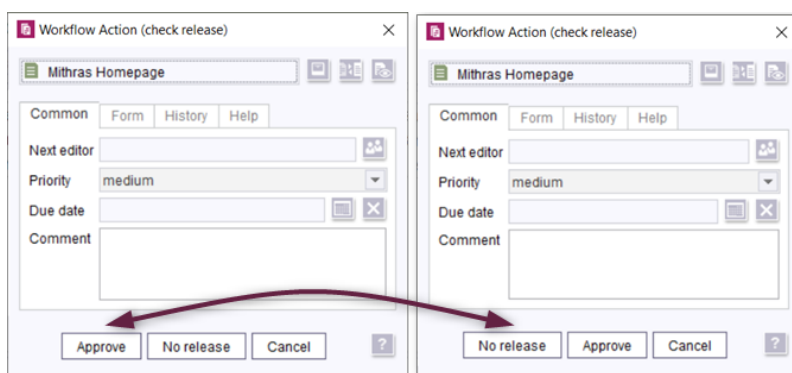 Workflow Action (check release)
Mithras Homepage
Common Form History Help
Next editor
Priority medium
Due date
Comment
Approve No release Cancel ?
Workflow Action (check release)
Mithras Homepage
Common Form History Help
Next editor
Priority medium
Due date
Comment
No release Approve Cancel ?